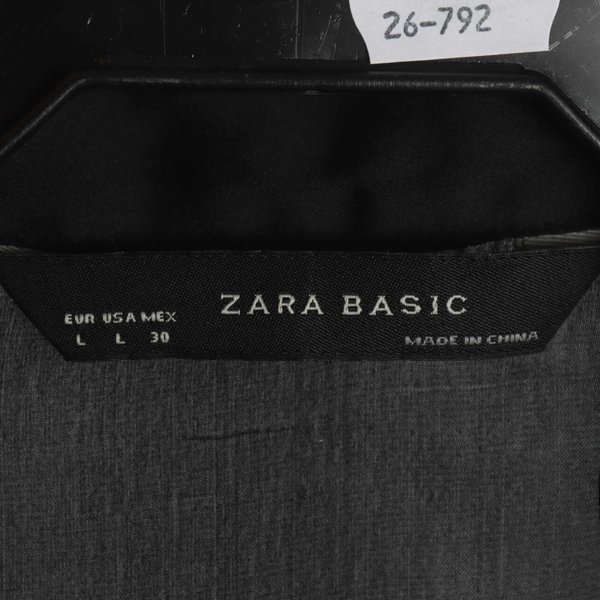 26-792
ZARA BASIC
EUR USA MEX
L L 30
MADE IN CHINA